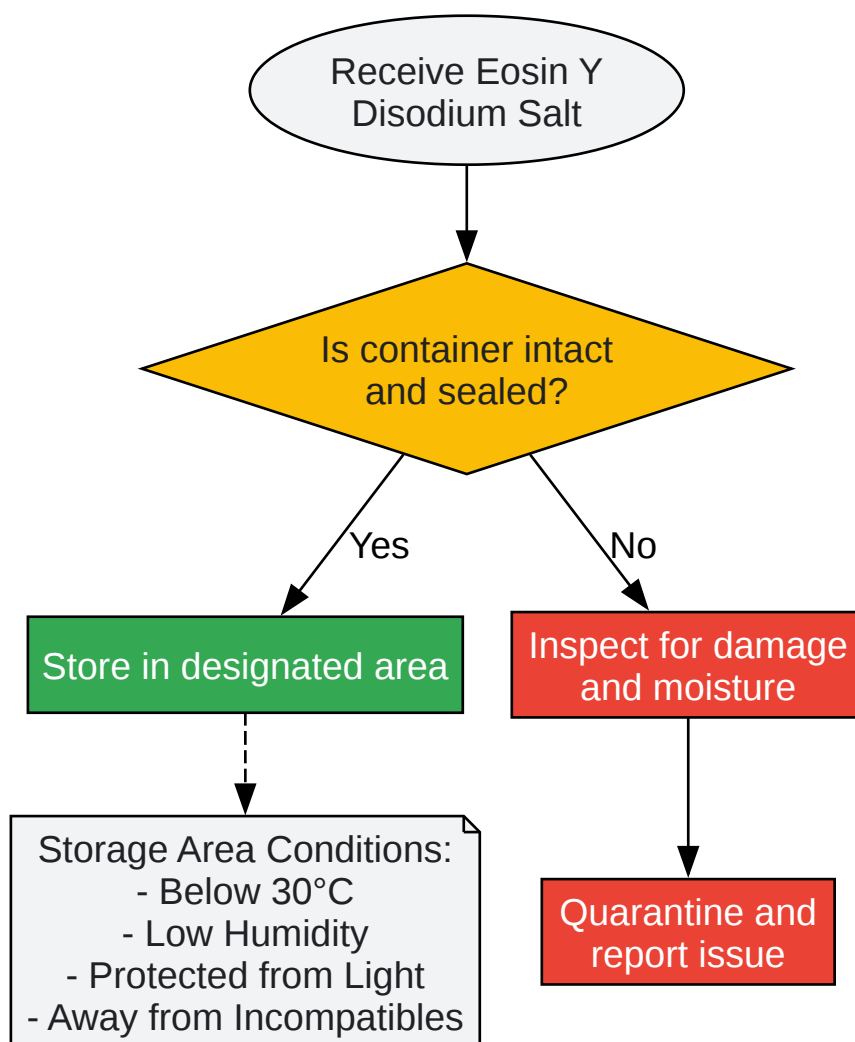 Receive Eosin Y
Disodium Salt
Is container intact
and sealed?
Yes
No
Store in designated area
Inspect for damage
and moisture
Storage Area Conditions:
- Below 30°C
- Low Humidity
- Protected from Light
- Away from Incompatibles
Quarantine and
report issue